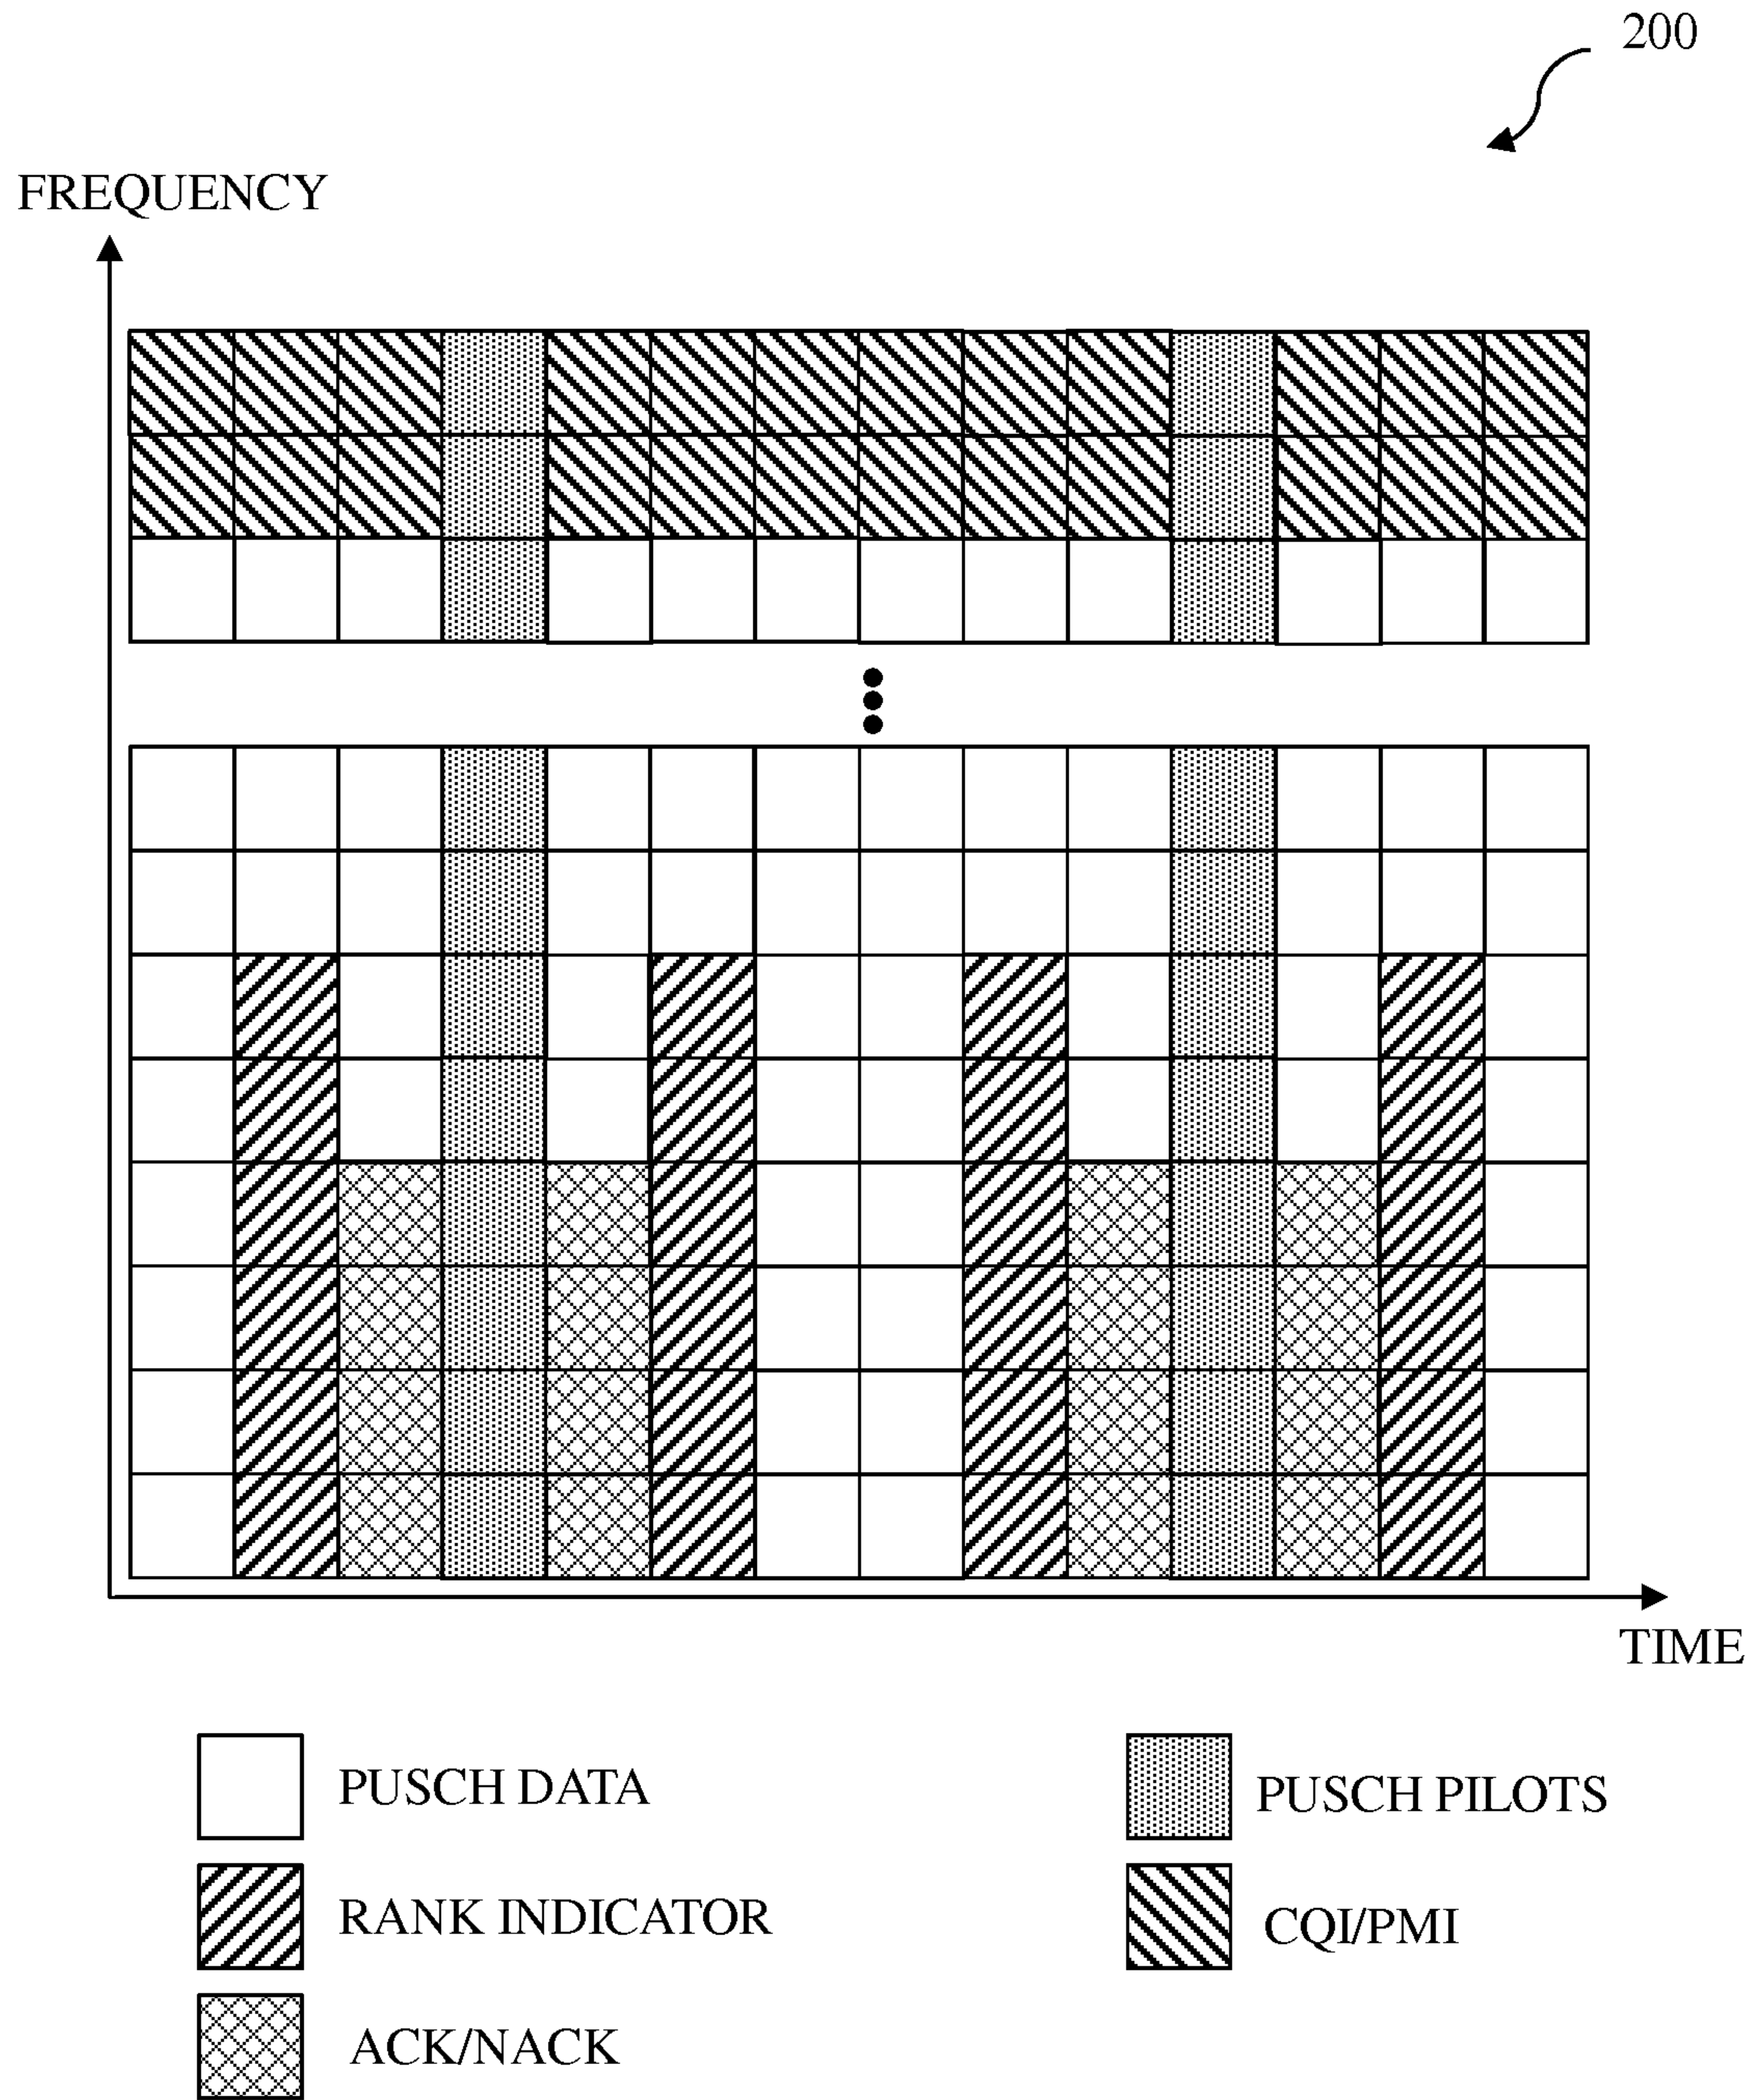 200
FREQUENCY
TIME
PUSCH DATA
PUSCH PILOTS
RANK INDICATOR
CQI/PMI
ACK/NACK